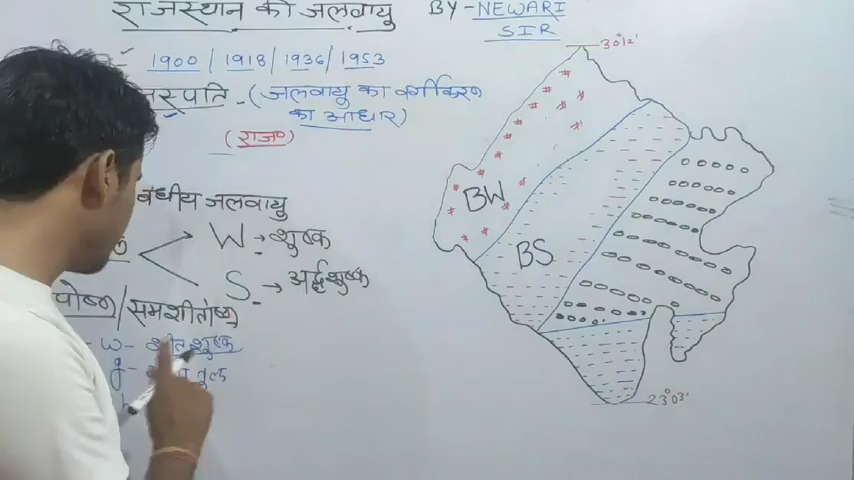 राजस्थान की जलवायु BY-NEWARI
SIR
1900 / 1918 / 1936 / 1953
(जलवायु का वर्गीकरण
का आधार)
(राज०)
जलवायु
W → शुष्क
S → अर्द्धशुष्क
/समशीतोष्ण
w - शीत शुष्क
g -
30°12'
BW
BS
23°03'